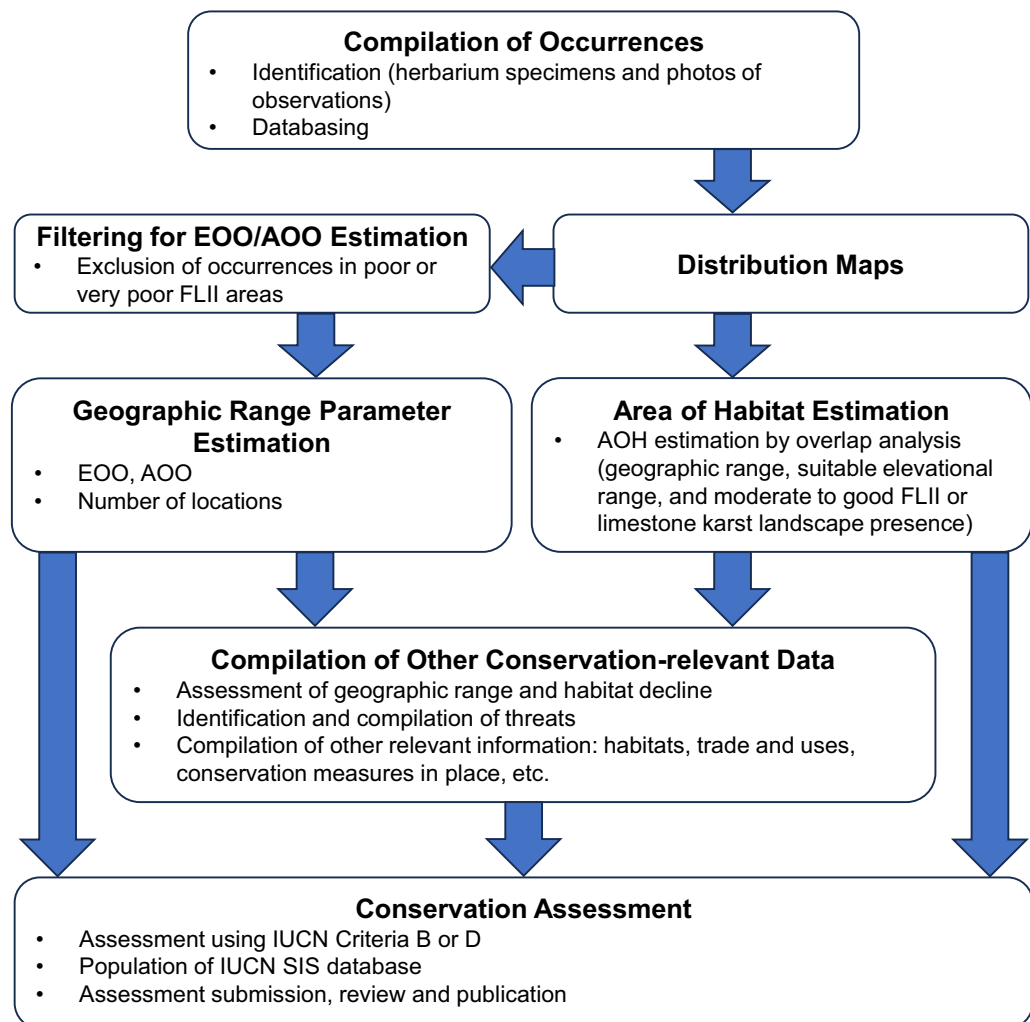 Compilation of Occurrences
• Identification (herbarium specimens and photos of
observations)
• Databasing
Filtering for EOO/AOO Estimation
• Exclusion of occurrences in poor or
very poor FLII areas
Distribution Maps
Geographic Range Parameter
Estimation
• EOO, AOO
• Number of locations
Area of Habitat Estimation
• AOH estimation by overlap analysis
(geographic range, suitable elevational
range, and moderate to good FLII or
limestone karst landscape presence)
Compilation of Other Conservation-relevant Data
• Assessment of geographic range and habitat decline
• Identification and compilation of threats
• Compilation of other relevant information: habitats, trade and uses,
conservation measures in place, etc.
Conservation Assessment
• Assessment using IUCN Criteria B or D
• Population of IUCN SIS database
• Assessment submission, review and publication